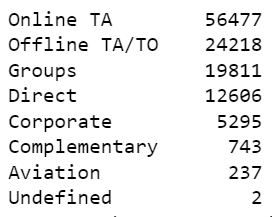 Online TA 56477
Offline TA/TO 24218
Groups 19811
Direct 12606
Corporate 5295
Complementary 743
Aviation 237
Undefined 2